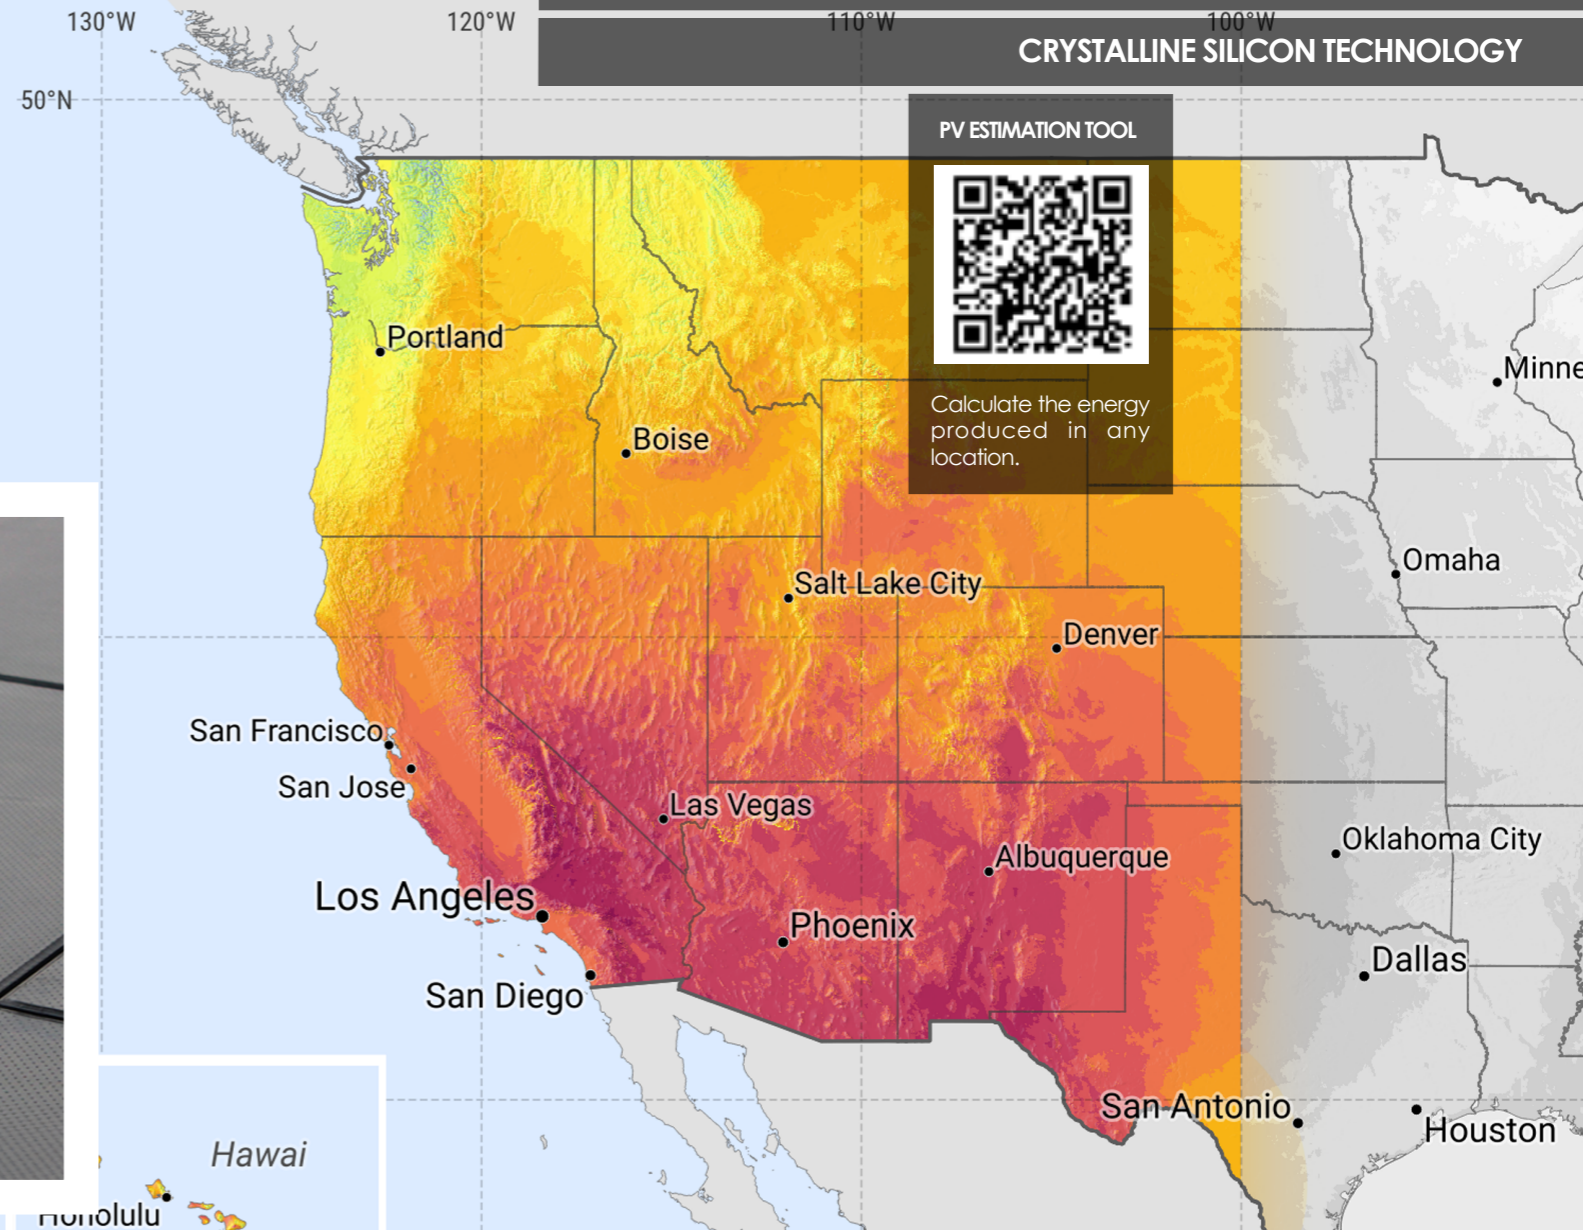 130°W
120°W
110°W
100°W
CRYSTALLINE SILICON TECHNOLOGY
50°N
PV ESTIMATION TOOL
Portland
Minne
Calculate the energy
produced in any
location.
Boise
Omaha
Salt Lake City
Denver
San Francisco
San Jose
Las Vegas
Oklahoma City
Albuquerque
Los Angeles
Phoenix
Dallas
San Diego
San Antonio
Houston
Hawai
Honolulu